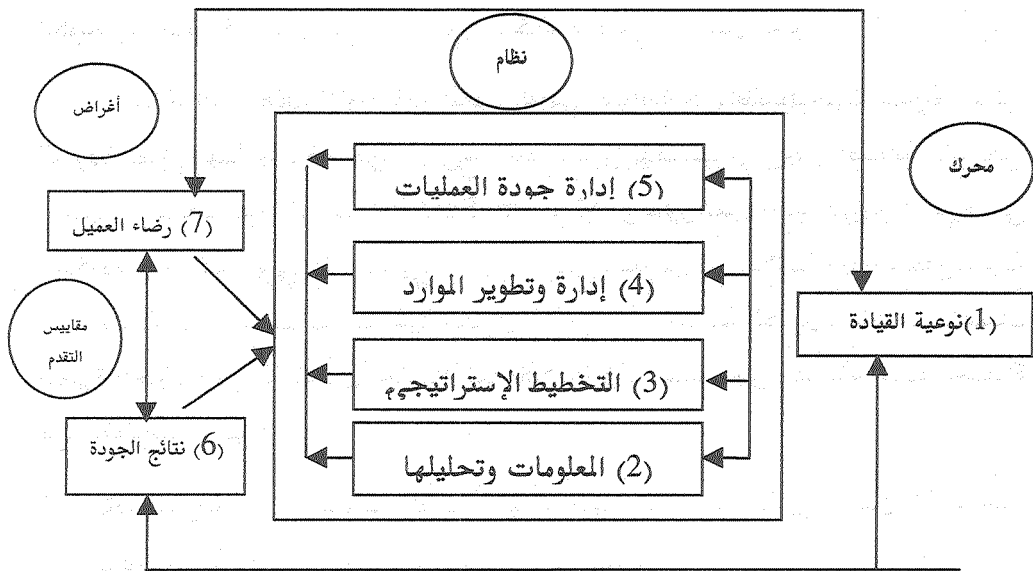 نظام
أغراض
محرك
(5) إدارة جودة العمليات
(7) رضاء العميل
(4) إدارة وتطوير الموارد
(1)نوعية القيادة
مقاييس
التقدم
(3) التخطيط الإستراتيجي
(6) نتائج الجودة
(2) المعلومات وتحليلها